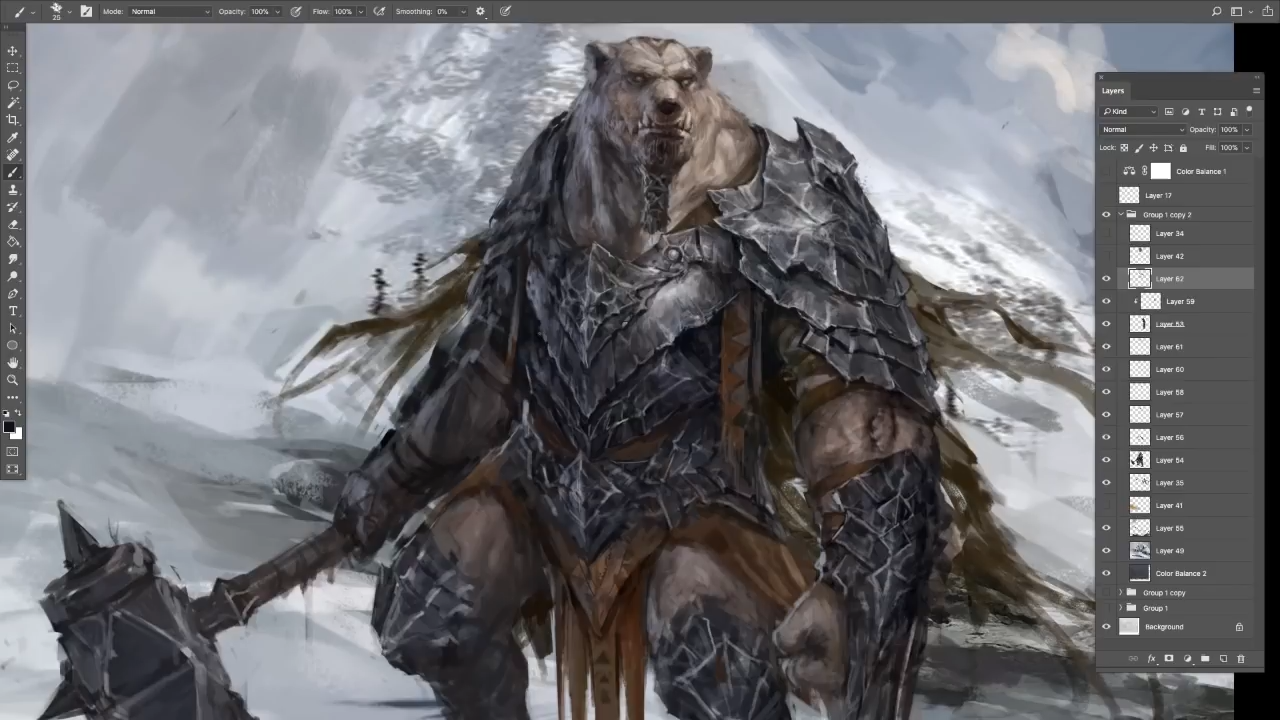 25
Mode: Normal Opacity: 100% Flow: 100% Smoothing: 0%
Layers
Kind
Normal Opacity: 100%
Lock: Fill: 100%
Color Balance 1
Layer 17
Group 1 copy 2
Layer 34
Layer 42
Layer 62
Layer 59
Layer 53
Layer 61
Layer 60
Layer 58
Layer 57
Layer 56
Layer 54
Layer 35
Layer 41
Layer 55
Layer 49
Color Balance 2
Group 1 copy
Group 1
Background
fx